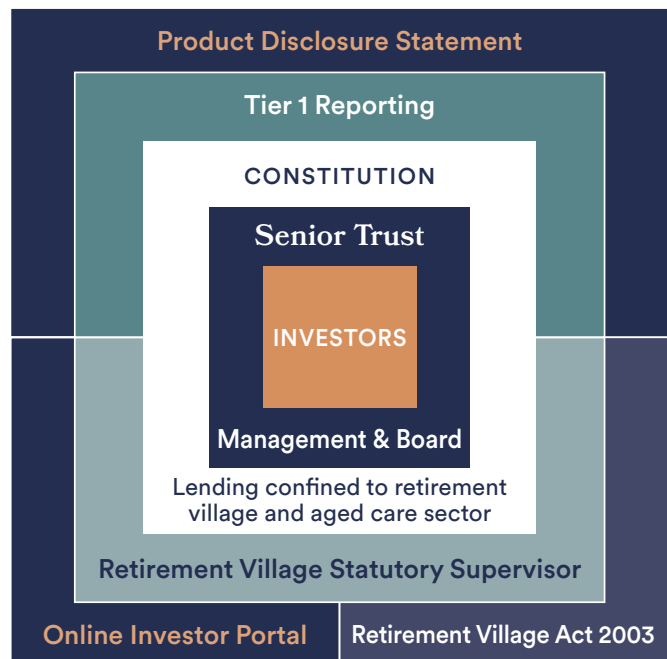 Product Disclosure Statement
Tier 1 Reporting
CONSTITUTION
Senior Trust
INVESTORS
Management & Board
Lending confined to retirement
village and aged care sector
Retirement Village Statutory Supervisor
Online Investor Portal
Retirement Village Act 2003